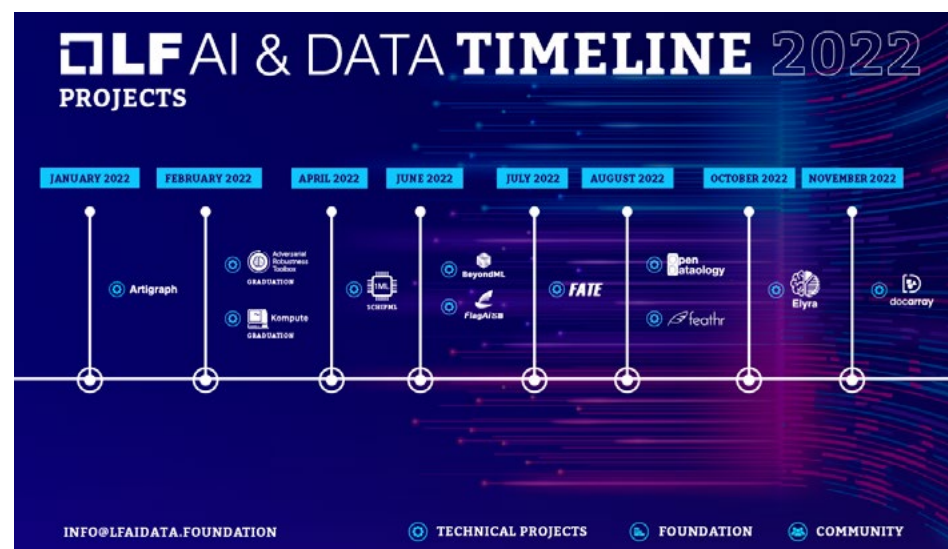 LF AI & DATA TIMELINE 2022
PROJECTS
JANUARY 2022
FEBRUARY 2022
APRIL 2022
JUNE 2022
JULY 2022
AUGUST 2022
OCTOBER 2022
NOVEMBER 2022
Artigraph
Adversarial
Robustness
Toolbox
GRADUATION
Kompute
GRADUATION
1ML
BeyondML
FlagAI
FATE
Open
Dataology
feathr
Elyra
docarray
INFO@LFAIDATA.FOUNDATION
TECHNICAL PROJECTS
FOUNDATION
COMMUNITY